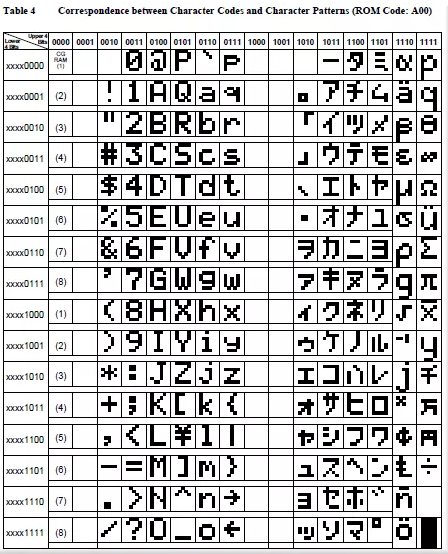 Table 4 Correspondence between Character Codes and Character Patterns (ROM Code: A00)
Lower 4 Bits Upper 4 Bits 0000 0001 0010 0011 0100 0101 0110 0111 1000 1001 1010 1011 1100 1101 1110 1111
xxxx0000 CG RAM (1) 0 @ P ` p ー タ ミ α p
xxxx0001 (2) ! 1 A Q a q 。 ア チ ム ä q
xxxx0010 (3) " 2 B R b r 「 イ ツ メ β θ
xxxx0011 (4) # 3 C S c s 」 ウ テ モ ε ∞
xxxx0100 (5) $ 4 D T d t 、 エ ト ヤ μ Ω
xxxx0101 (6) % 5 E U e u ・ オ ナ ユ σ ü
xxxx0110 (7) & 6 F V f v ヲ カ ニ ヨ ρ Σ
xxxx0111 (8) ' 7 G W g w ァ キ ヌ ラ g π
xxxx1000 (1) ( 8 H X h x ィ ク ネ リ √ x̄
xxxx1001 (2) ) 9 I Y i y ゥ ケ ノ ル ⁻¹ y
xxxx1010 (3) * : J Z j z ェ コ ハ レ j 千
xxxx1011 (4) + ; K [ k { ォ サ ヒ ロ ˣ 万
xxxx1100 (5) , < L ¥ l | ャ シ フ ワ ¢ 円
xxxx1101 (6) - = M ] m } ュ ス ヘ ン £ ÷
xxxx1110 (7) . > N ^ n → ョ セ ホ ゛ ñ
xxxx1111 (8) / ? O _ o ← ッ ソ マ ゜ ö █